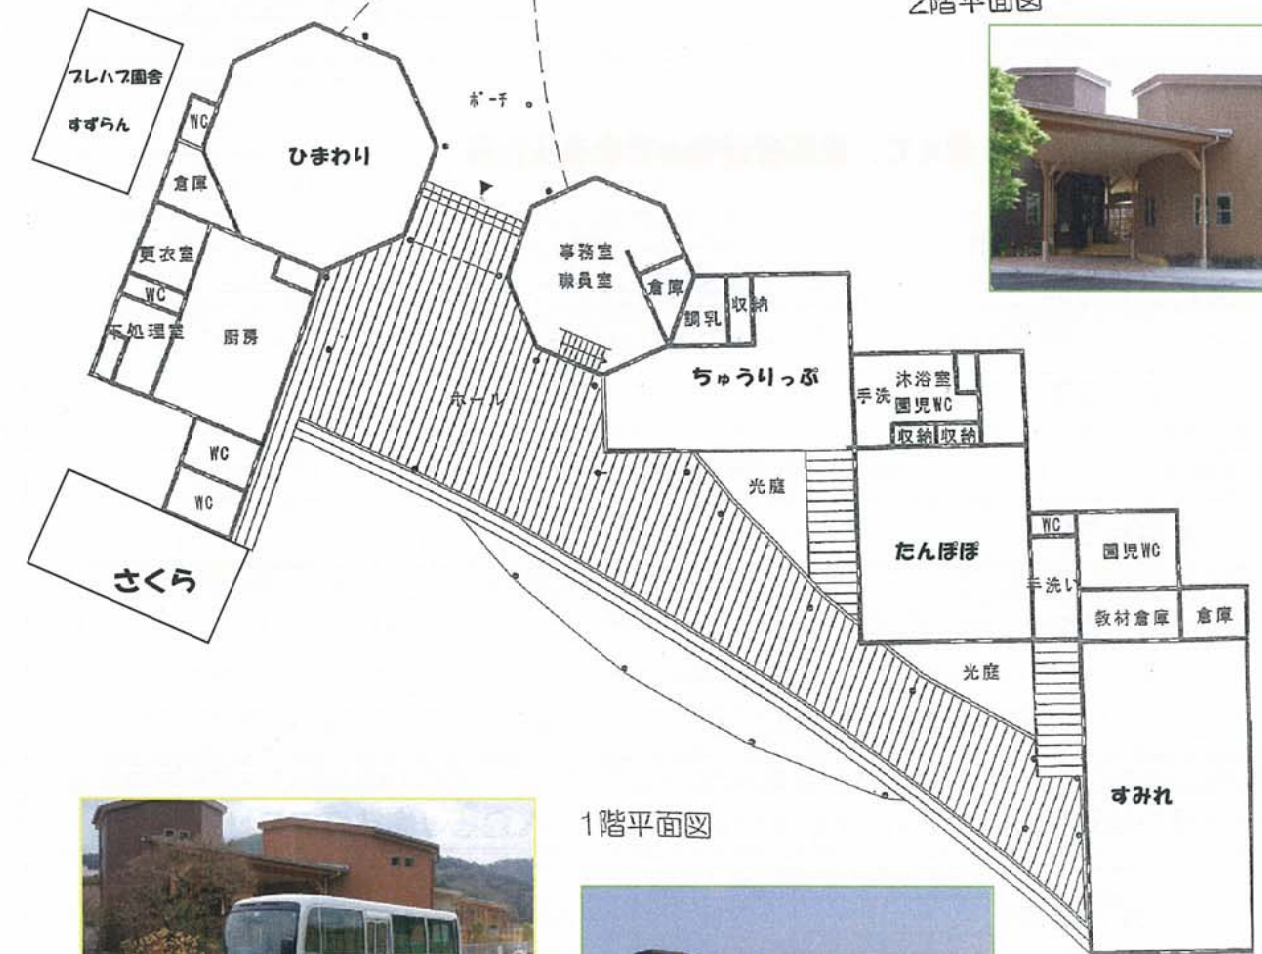 2階平面図
プレハブ園舎
すずらん
WC
倉庫
ひまわり
ポーチ
更衣室
WC
下処理室
厨房
事務室
職員室
倉庫
調乳
収納
ちゅうりっぷ
ホール
手洗
沐浴室
園児WC
収納
収納
WC
WC
さくら
光庭
たんぽぽ
WC
園児WC
手洗い
教材倉庫
倉庫
光庭
すみれ
1階平面図